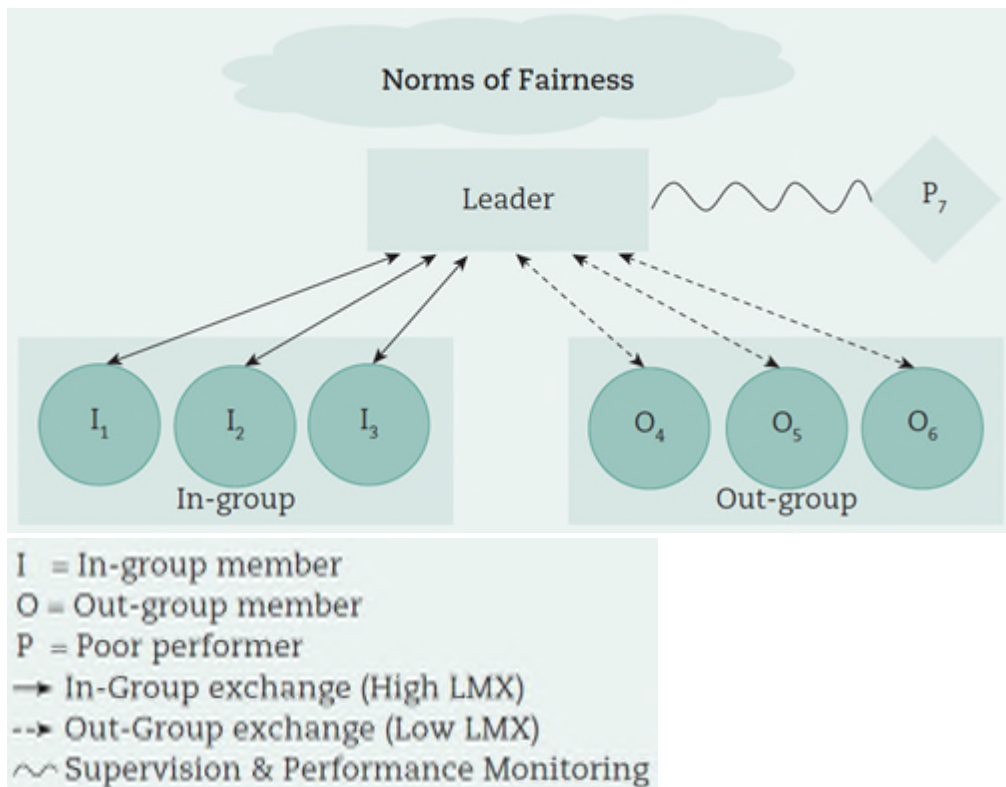 Norms of Fairness
Leader
P₇
I₁
I₂
I₃
O₄
O₅
O₆
In-group
Out-group
I = In-group member
O = Out-group member
P = Poor performer
In-Group exchange (High LMX)
Out-Group exchange (Low LMX)
Supervision & Performance Monitoring